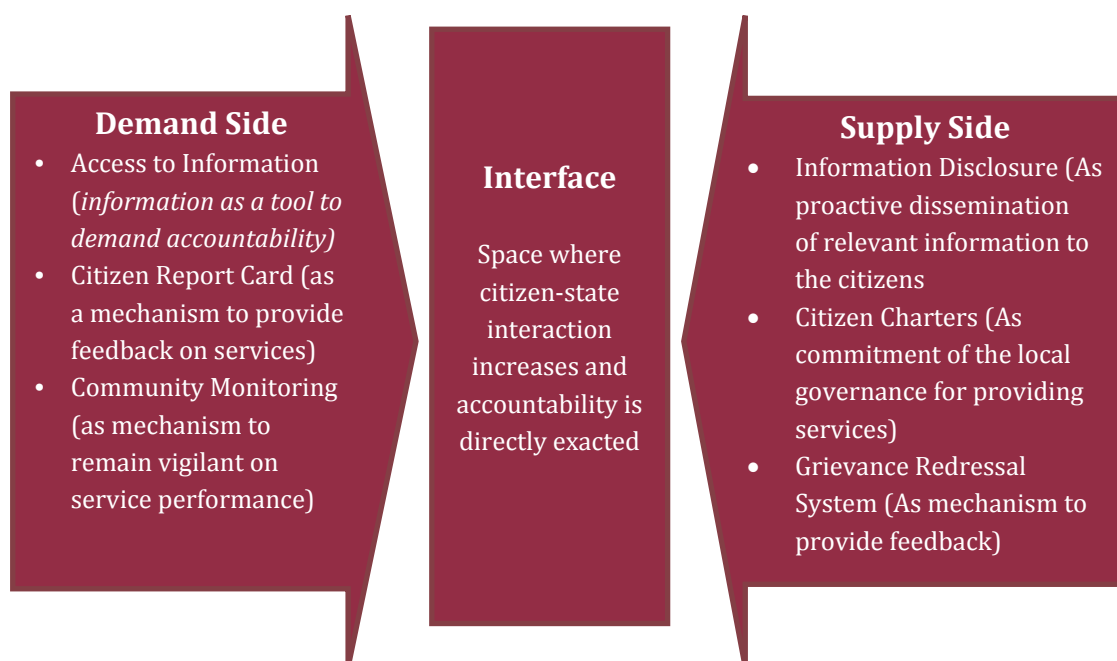 Demand Side
• Access to Information
(information as a tool to
demand accountability)
• Citizen Report Card (as
a mechanism to provide
feedback on services)
• Community Monitoring
(as mechanism to
remain vigilant on
service performance)
Interface
Space where
citizen-state
interaction
increases and
accountability is
directly exacted
Supply Side
• Information Disclosure (As
proactive dissemination
of relevant information to
the citizens
• Citizen Charters (As
commitment of the local
governance for providing
services)
• Grievance Redressal
System (As mechanism to
provide feedback)